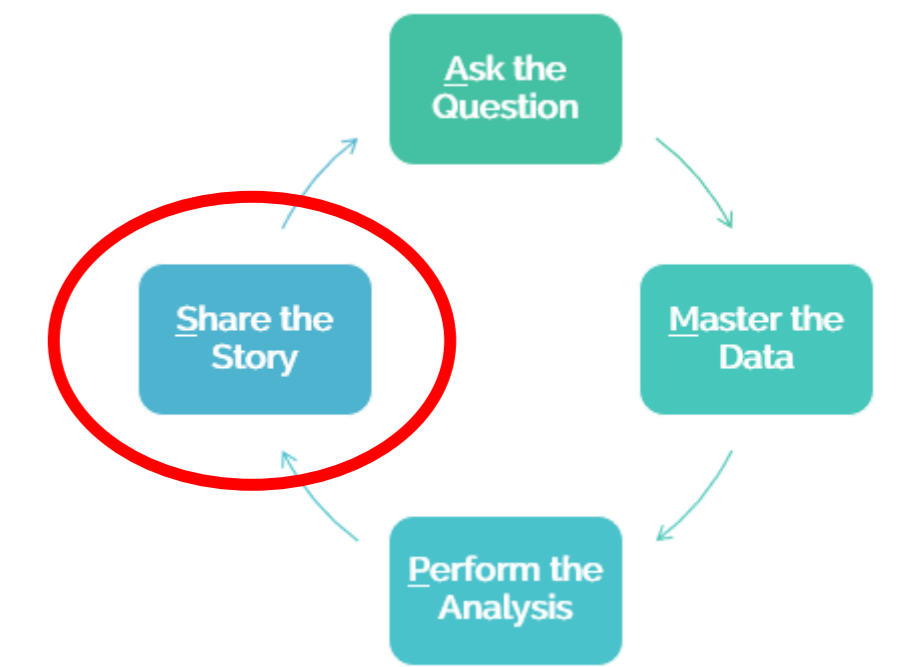 Ask the
Question
Master the
Data
Perform the
Analysis
Share the
Story